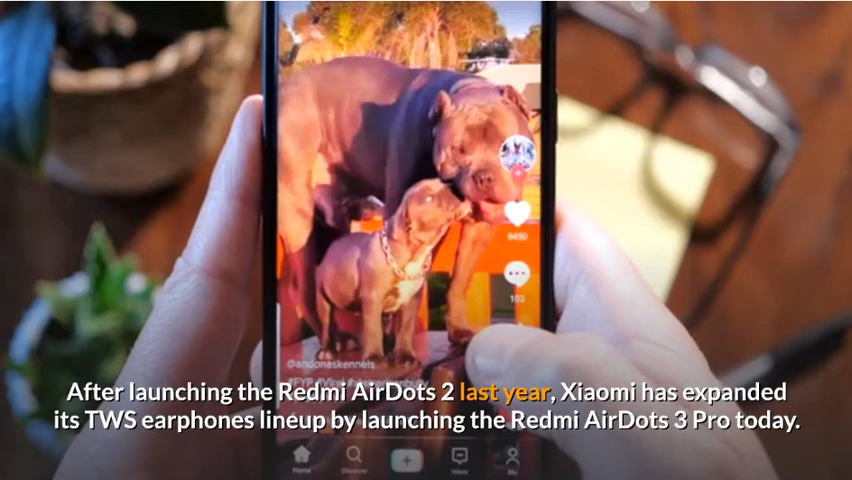 8450
103
@andonaskennels
After launching the Redmi AirDots 2 last year, Xiaomi has expanded
its TWS earphones lineup by launching the Redmi AirDots 3 Pro today.
Home
Discover
Inbox
Me